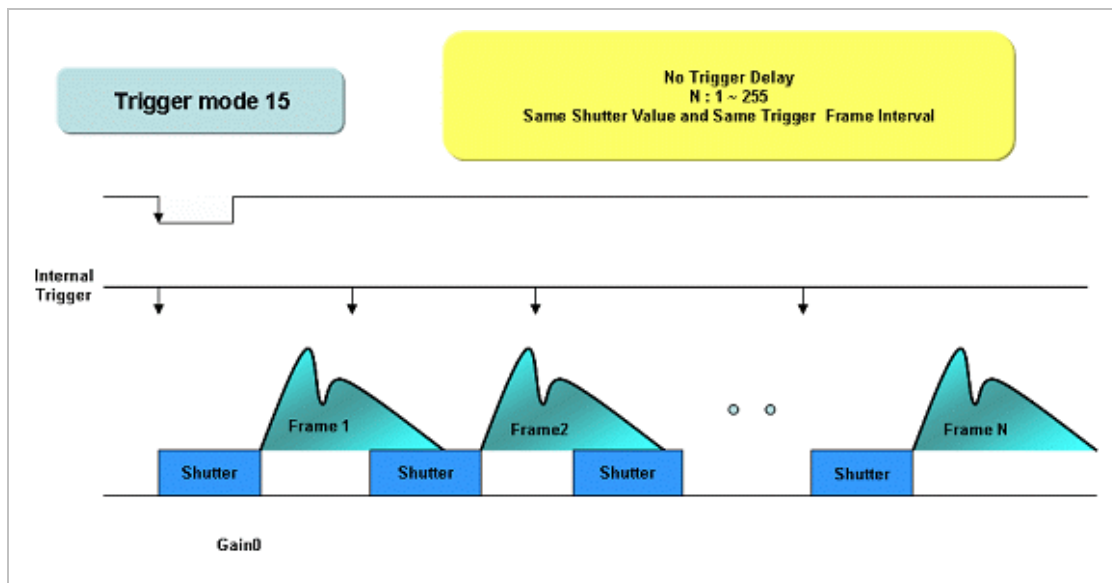 Trigger mode 15
No Trigger Delay
N : 1 ~ 255
Same Shutter Value and Same Trigger Frame Interval
Internal
Trigger
Frame 1
Frame2
Frame N
Shutter
Shutter
Shutter
Shutter
Gain0